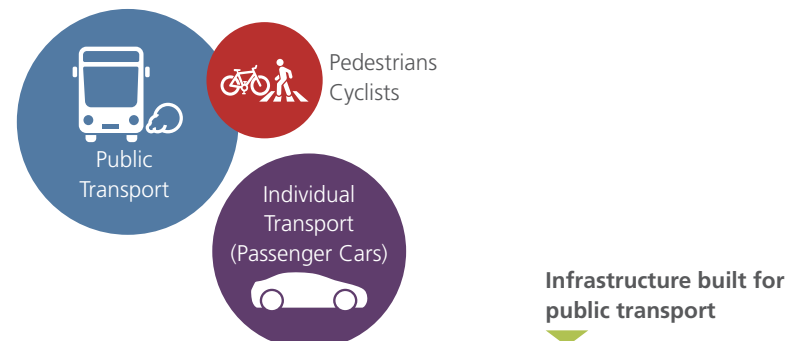 Pedestrians
Cyclists
Public
Transport
Individual
Transport
(Passenger Cars)
Infrastructure built for
public transport